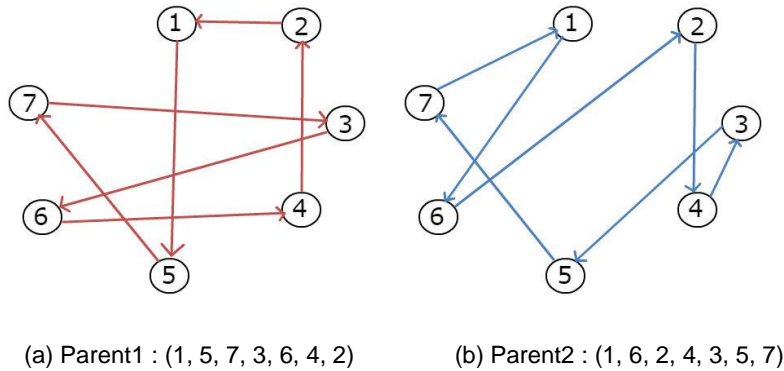 1 2 1 2
7 3 7 3
6 4 6 4
5 5
(a) Parent1 : (1, 5, 7, 3, 6, 4, 2) (b) Parent2 : (1, 6, 2, 4, 3, 5, 7)